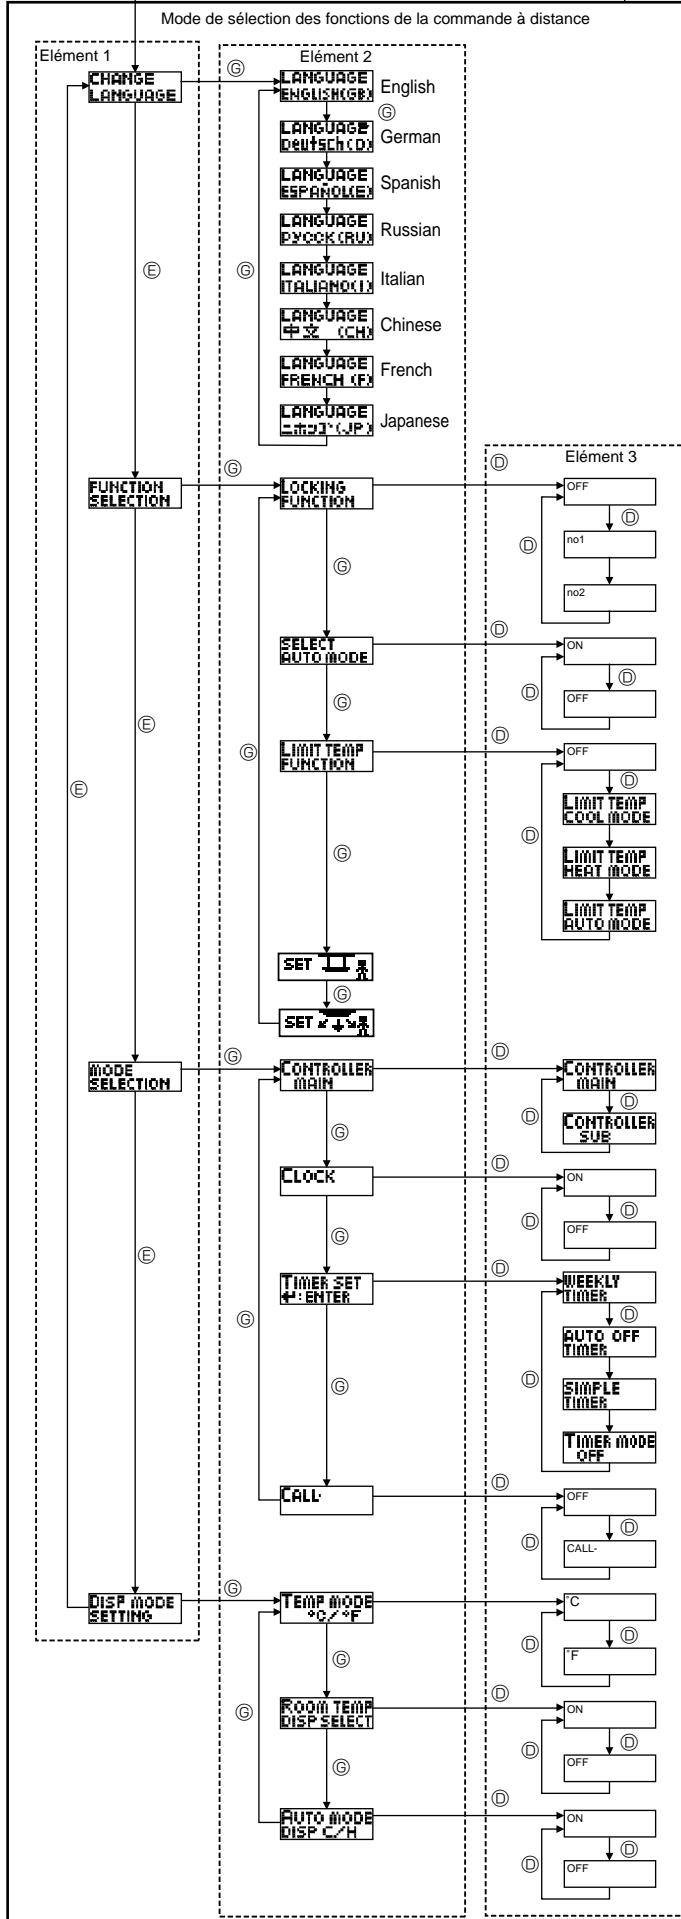 Mode de sélection des fonctions de la commande à distance
Elément 1
Elément 2
CHANGE
LANGUAGE
Ⓖ
LANGUAGE
ENGLISH(GB)
English
Ⓖ
LANGUAGE
Deutsch(D)
German
LANGUAGE
ESPAÑOL(E)
Spanish
LANGUAGE
РУССК(RU)
Russian
Ⓔ
Ⓖ
LANGUAGE
ITALIANO(I)
Italian
LANGUAGE
中文 (CH)
Chinese
LANGUAGE
FRENCH (F)
French
LANGUAGE
ニホンゴ(JP)
Japanese
Elément 3
FUNCTION
SELECTION
Ⓖ
LOCKING
FUNCTION
Ⓓ
OFF
Ⓓ
Ⓓ
no1
no2
Ⓖ
SELECT
AUTO MODE
Ⓓ
ON
Ⓓ
Ⓓ
OFF
Ⓖ
Ⓔ
Ⓖ
LIMIT TEMP
FUNCTION
Ⓓ
OFF
Ⓓ
LIMIT TEMP
COOL MODE
Ⓔ
Ⓓ
LIMIT TEMP
HEAT MODE
Ⓖ
LIMIT TEMP
AUTO MODE
SET
Ⓖ
SET
MODE
SELECTION
Ⓖ
CONTROLLER
MAIN
Ⓓ
CONTROLLER
MAIN
Ⓓ
Ⓓ
CONTROLLER
SUB
Ⓖ
CLOCK
Ⓓ
ON
Ⓓ
Ⓓ
OFF
Ⓖ
Ⓔ
TIMER SET
↵:ENTER
Ⓓ
WEEKLY
TIMER
Ⓓ
Ⓖ
AUTO OFF
TIMER
Ⓓ
SIMPLE
TIMER
Ⓖ
TIMER MODE
OFF
CALL-
Ⓓ
OFF
Ⓓ
Ⓓ
CALL-
DISP MODE
SETTING
Ⓖ
TEMP MODE
°C/°F
Ⓓ
°C
Ⓓ
Ⓓ
°F
Ⓖ
Ⓖ
ROOM TEMP
DISP SELECT
Ⓓ
ON
Ⓓ
Ⓓ
OFF
Ⓖ
AUTO MODE
DISP C/H
Ⓓ
ON
Ⓓ
Ⓓ
OFF